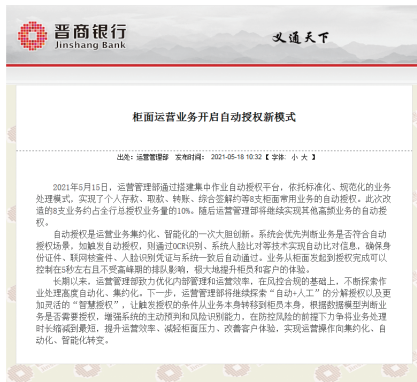 晋商银行
Jinshang Bank
义通天下
柜面运营业务开启自动授权新模式
出处：运营管理部 发布时间： 2021-05-18 10:32【 字体： 小 大 】
2021年5月15日，运营管理部通过搭建集中作业自动授权平台，依托标准化、规范化的业务
处理模式，实现了个人存款、取款、转账、综合签解约等8支柜面常用业务的自动授权。此次改
造的8支业务约占全行总授权业务量的10%。随后运营管理部将继续实现其他高频业务的自动授
权。
自动授权是运营业务集约化、智能化的一次大胆创新。系统会优先判断业务是否符合自动
授权场景，如触发自动授权，则通过OCR识别、系统人脸比对等技术实现自动比对信息，确保身
份证件、联网核查件、人脸识别凭证与系统一致后自动通过。业务从柜面发起到授权完成可以
控制在5秒左右且不受高峰期的排队影响，极大地提升柜员和客户的体验。
长期以来，运营管理部致力优化内部管理和运营效率，在风控合规的基础上，不断探索作
业处理高度自动化、集约化。下一步，运营管理部将继续探索“自动+人工”的分解授权以及更
加灵活的“智慧授权”，让触发授权的条件从业务本身转移到柜员本身，根据数据模型判断业
务是否需要授权，增强系统的主动预判和风险识别能力，在防控风险的前提下力争将业务处理
时长缩减到最短，提升运营效率、减轻柜面压力、改善客户体验，实现运营操作向集约化、自
动化、智能化转变。